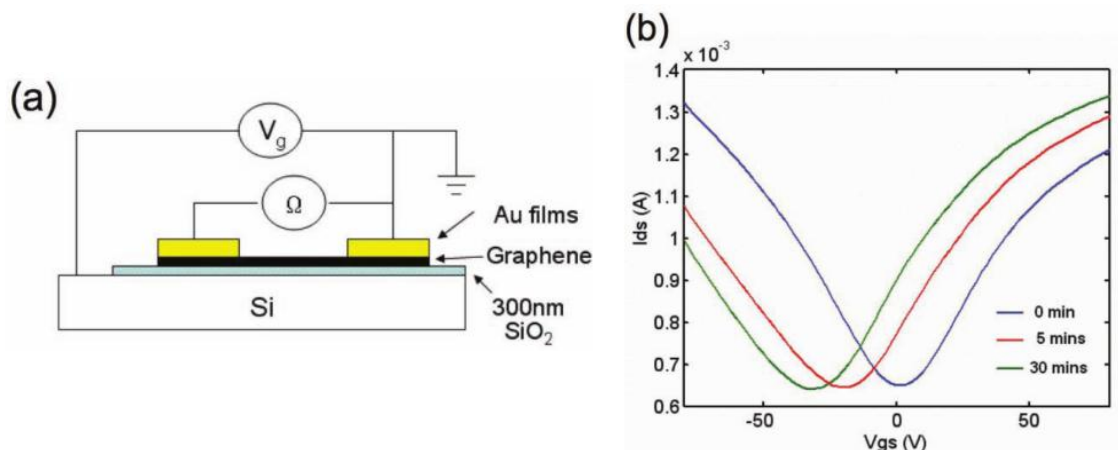 (a)
Vg
Ω
Au films
Graphene
300nm
SiO2
Si
(b)
x 10-3
1.4
1.3
1.2
1.1
1
0.9
0.8
0.7
0.6
Ids (A)
-50
0
50
Vgs (V)
0 min
5 mins
30 mins